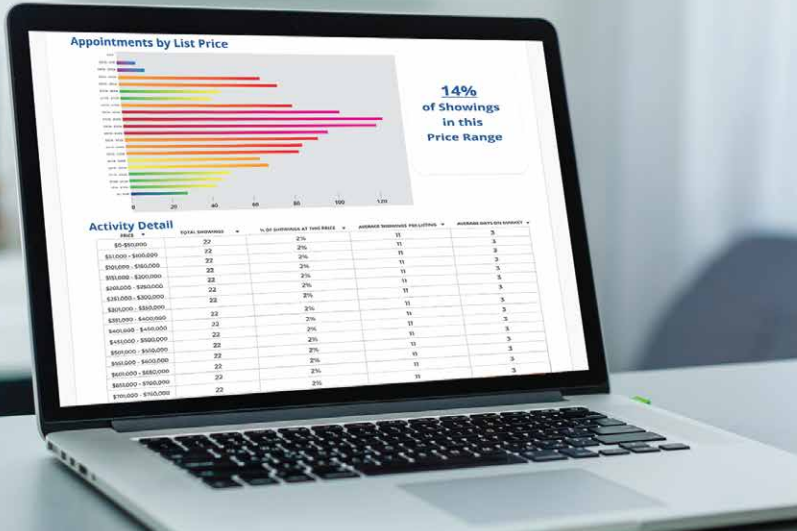 Appointments by List Price
14%
of Showings
in this
Price Range
0 20 40 60 80 100 120
Activity Detail
PRICE TOTAL SHOWINGS % OF SHOWINGS AT THIS PRICE AVERAGE SHOWINGS PER LISTING AVERAGE DAYS ON MARKET
$0-$50,000 22 2% 11 3
$51,000 - $100,000 22 2% 11 3
$101,000 - $150,000 22 2% 11 3
$151,000 - $200,000 22 2% 11 3
$201,000 - $250,000 22 2% 11 3
$251,000 - $300,000 22 2% 11 3
$301,000 - $350,000
$351,000 - $400,000 22 2% 11 3
$401,000 - $450,000 22 2% 11 3
$451,000 - $500,000 22 2% 11 3
$501,000 - $550,000 22 2% 11 3
$551,000 - $600,000 22 2% 11 3
$601,000 - $650,000 22 2% 11 3
$651,000 - $700,000 22 2% 11 3
$701,000 - $750,000 22 2% 11 3